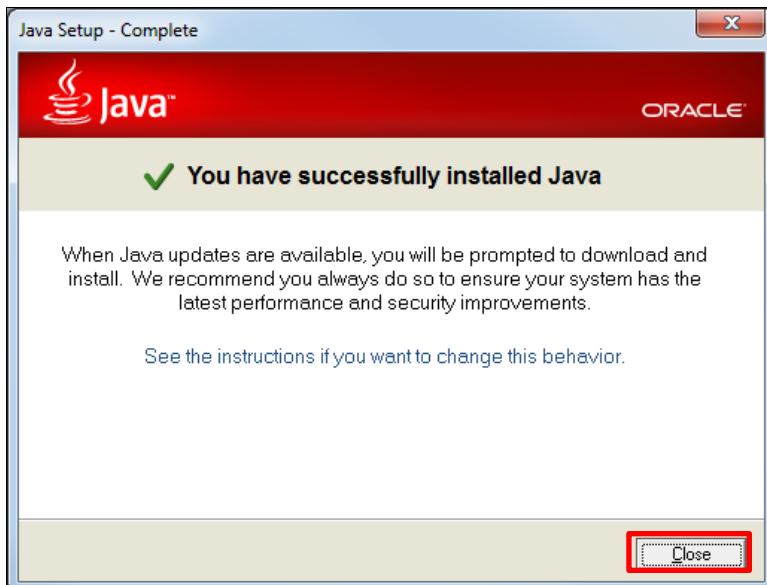 Java Setup - Complete
Java™
ORACLE®
You have successfully installed Java
When Java updates are available, you will be prompted to download and
install. We recommend you always do so to ensure your system has the
latest performance and security improvements.
See the instructions if you want to change this behavior.
Close